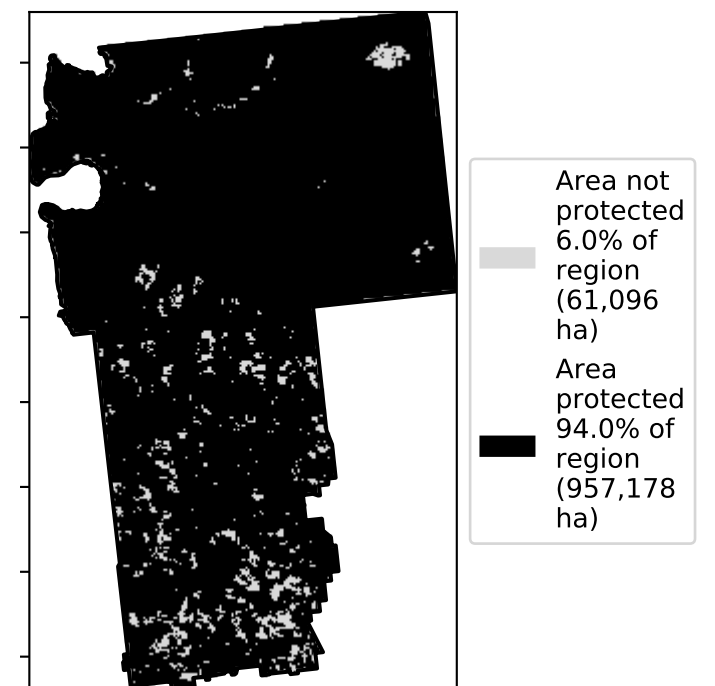 Area not
protected
6.0% of
region
(61,096
ha)
Area
protected
94.0% of
region
(957,178
ha)